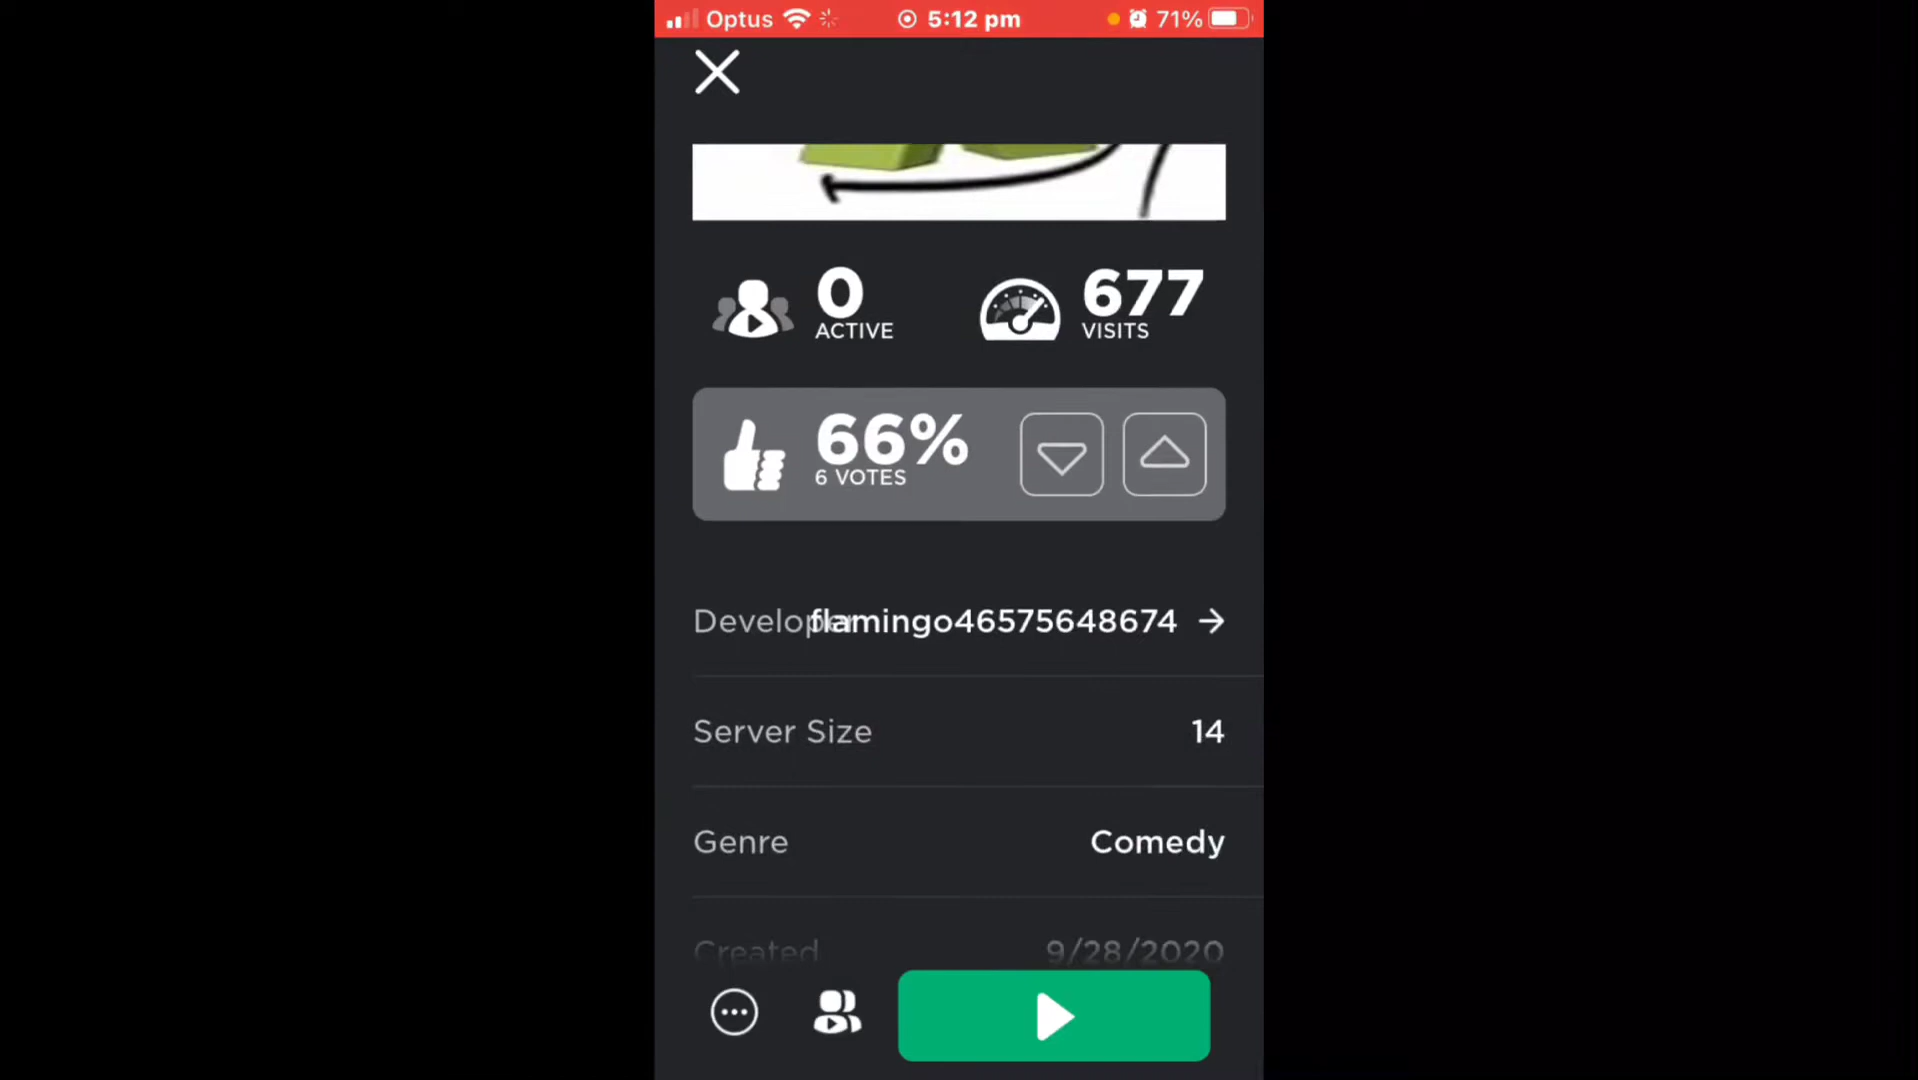 Optus 5:12 pm 71%
0 677
ACTIVE VISITS
66%
6 VOTES
Developer flamingo46575648674
Server Size 14
Genre Comedy
Created 9/28/2020